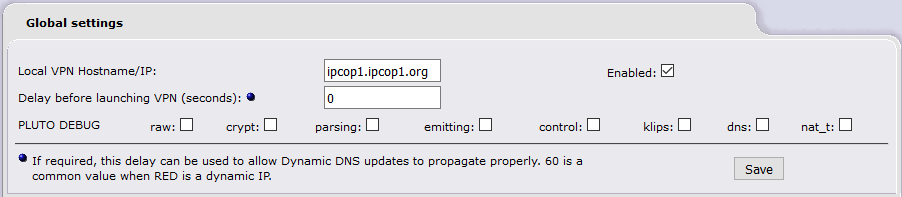 Global settings
Local VPN Hostname/IP: ipcop1.ipcop1.org Enabled:
Delay before launching VPN (seconds): 0
PLUTO DEBUG raw: crypt: parsing: emitting: control: klips: dns: nat_t:
If required, this delay can be used to allow Dynamic DNS updates to propagate properly. 60 is a
common value when RED is a dynamic IP.
Save